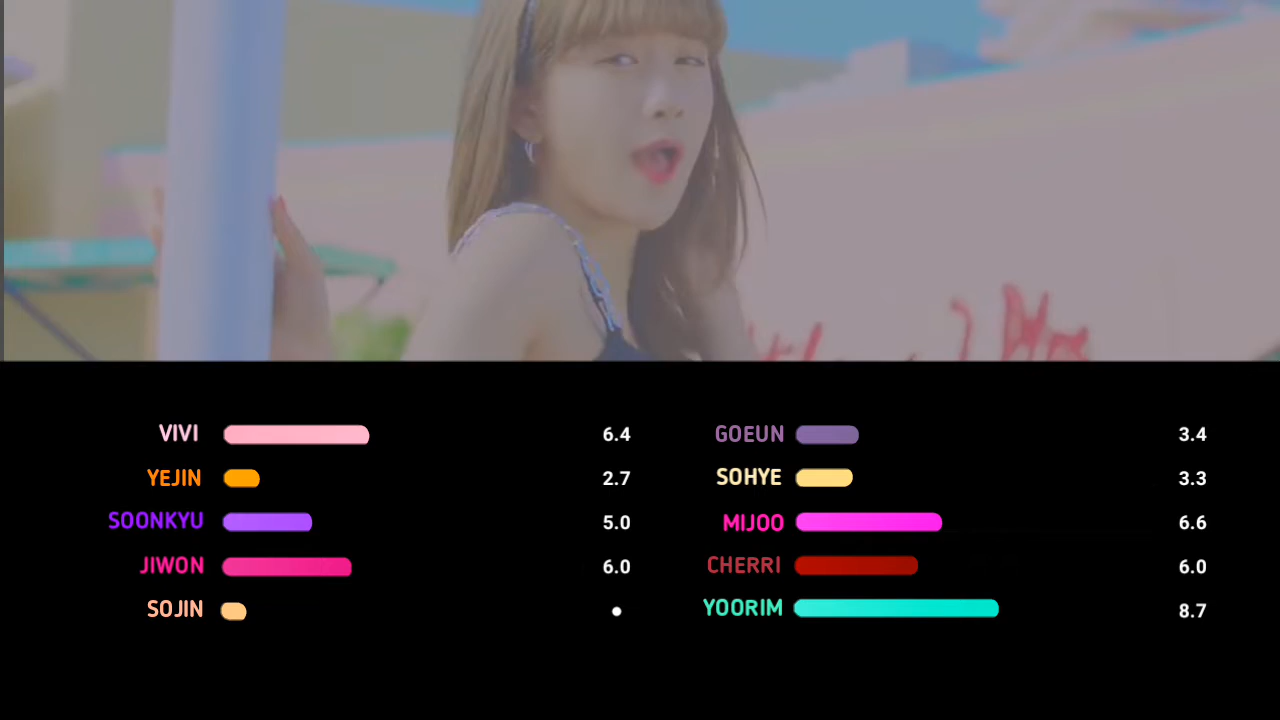 VIVI 6.4
YEJIN 2.7
SOONKYU 5.0
JIWON 6.0
SOJIN
GOEUN 3.4
SOHYE 3.3
MIJOO 6.6
CHERRI 6.0
YOORIM 8.7